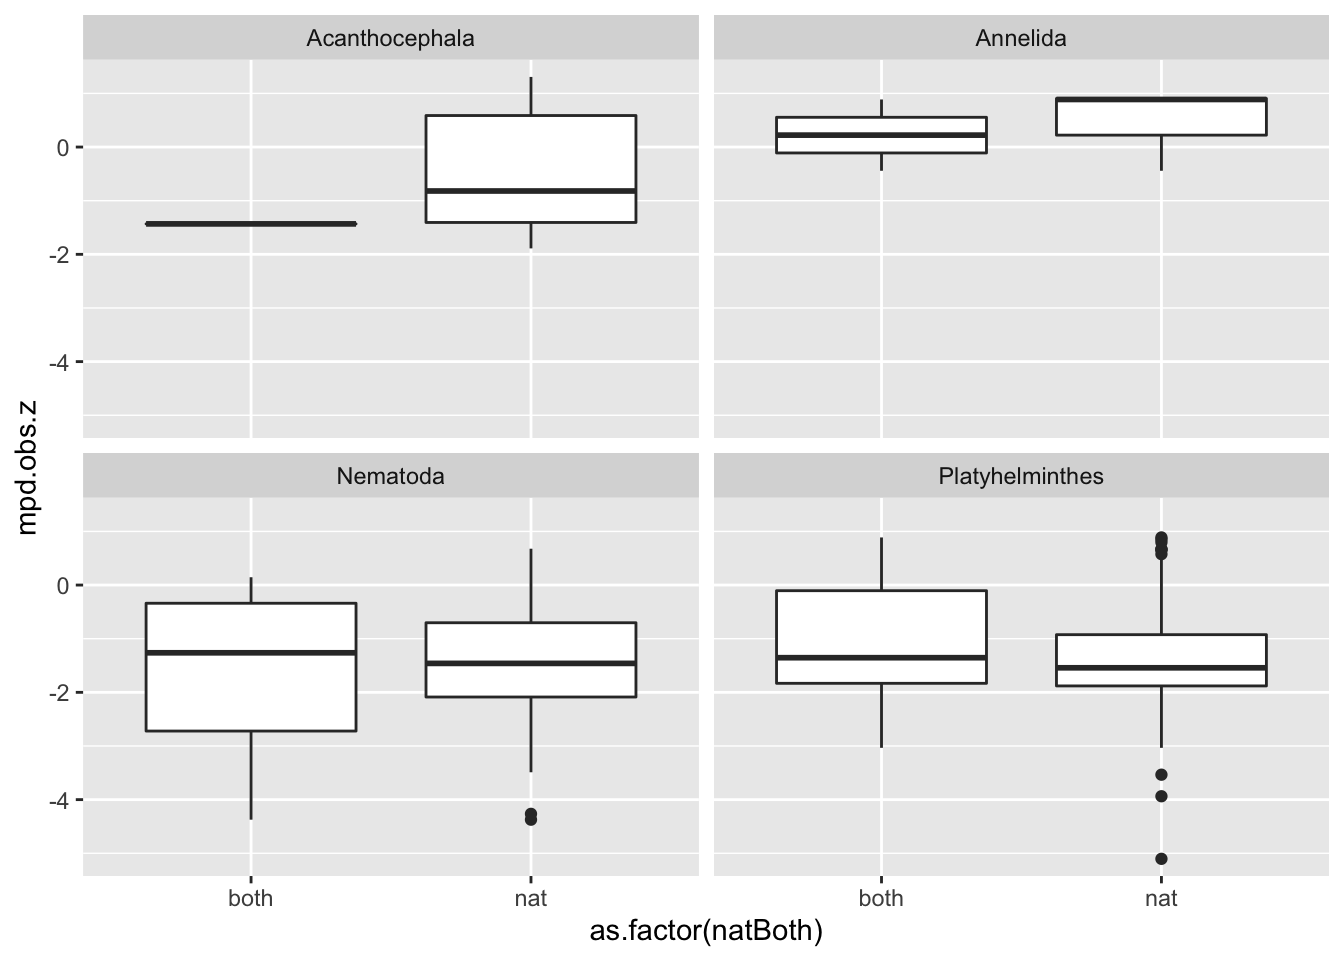 Acanthocephala
Annelida
0
-2
-4
mpd.obs.z
Nematoda
Platyhelminthes
0
-2
-4
both
nat
both
nat
as.factor(natBoth)